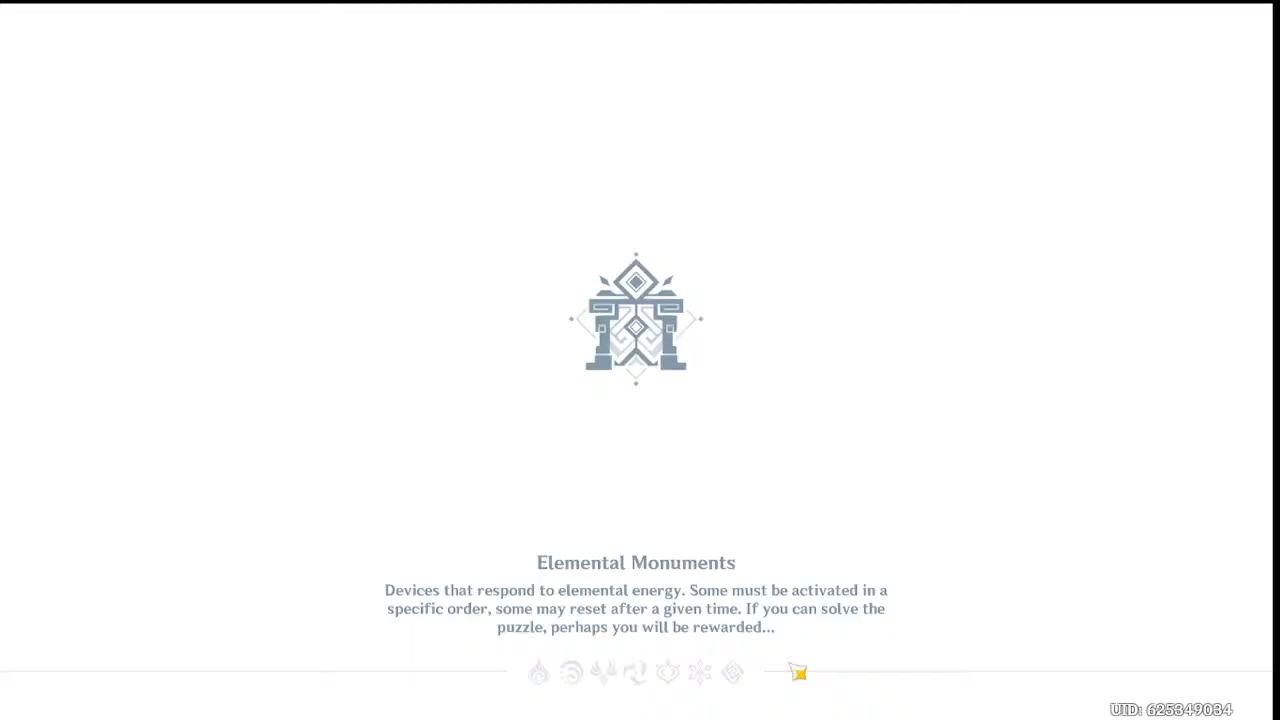 Elemental Monuments
Devices that respond to elemental energy. Some must be activated in a
specific order, some may reset after a given time. If you can solve the
puzzle, perhaps you will be rewarded...
UID: 625349034